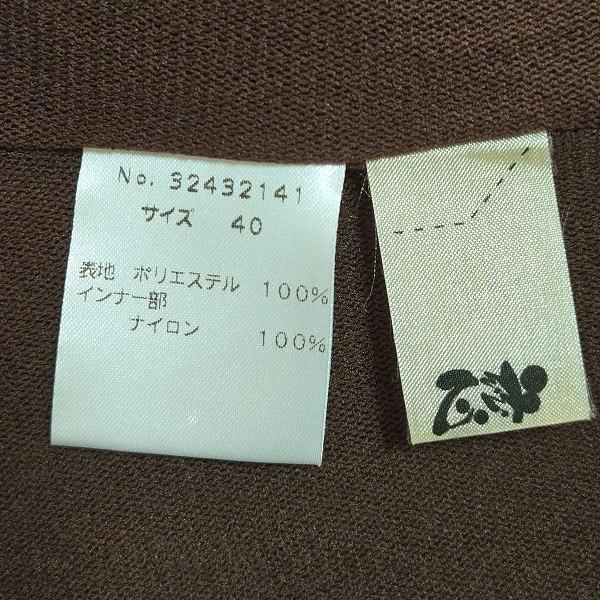 No. 32432141
サイズ 40
表地 ポリエステル 100%
インナー部
ナイロン 100%